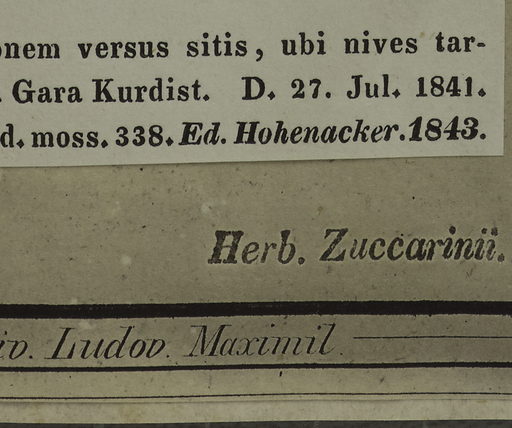 onem versus sitis, ubi nives tar-
. Gara Kurdist. D. 27. Jul. 1841.
d. moss. 338. Ed. Hohenacker. 1843.
Herb. Zuccarinii.
iv. Ludov. Maximil.